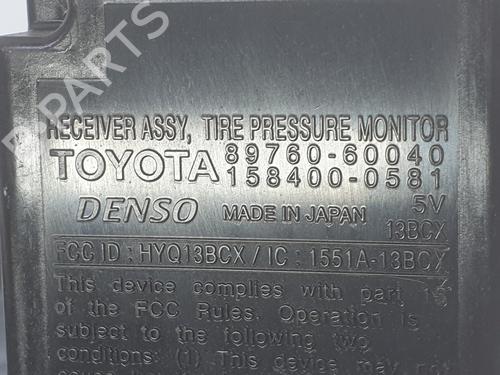 RECEIVER ASSY, TIRE PRESSURE MONITOR
TOYOTA 89760-60040
158400-0581
DENSO MADE IN JAPAN 5V
13BCX
FCC ID : HYQ13BCX / IC : 1551A-13BCX
This device complies with part 15
of the FCC Rules. Operation is
subject to the following two
conditions: (1) This device may not